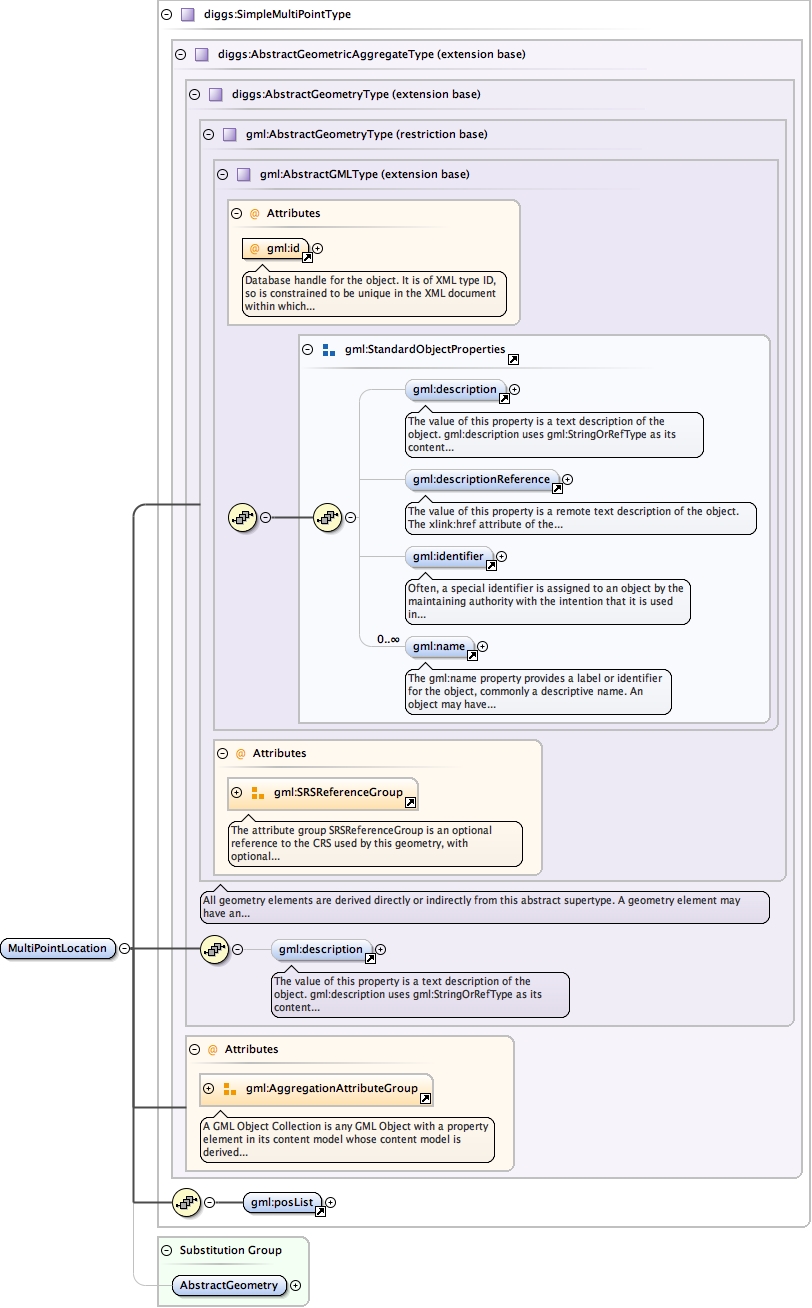 diggs:SimpleMultiPointType
diggs:AbstractGeometricAggregateType (extension base)
diggs:AbstractGeometryType (extension base)
gml:AbstractGeometryType (restriction base)
gml:AbstractGMLType (extension base)
@ Attributes
@ gml:id
Database handle for the object. It is of XML type ID,
so is constrained to be unique in the XML document
within which...
gml:StandardObjectProperties
gml:description
The value of this property is a text description of the
object. gml:description uses gml:StringOrRefType as its
content...
gml:descriptionReference
The value of this property is a remote text description of the object.
The xlink:href attribute of the...
gml:identifier
Often, a special identifier is assigned to an object by the
maintaining authority with the intention that it is used
in...
0..∞
gml:name
The gml:name property provides a label or identifier
for the object, commonly a descriptive name. An
object may have...
@ Attributes
gml:SRSReferenceGroup
The attribute group SRSReferenceGroup is an optional
reference to the CRS used by this geometry, with
optional...
All geometry elements are derived directly or indirectly from this abstract supertype. A geometry element may
have an...
MultiPointLocation
gml:description
The value of this property is a text description of the
object. gml:description uses gml:StringOrRefType as its
content...
@ Attributes
gml:AggregationAttributeGroup
A GML Object Collection is any GML Object with a property
element in its content model whose content model is
derived...
gml:posList
Substitution Group
AbstractGeometry